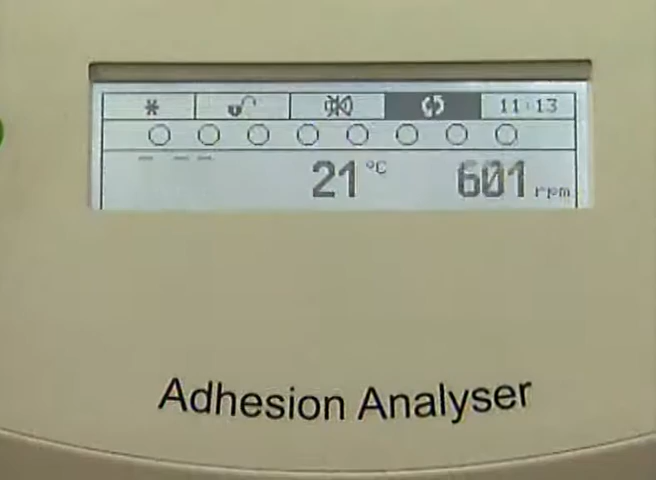 * 11:13
--- 21 °C 601 rpm
Adhesion Analyser